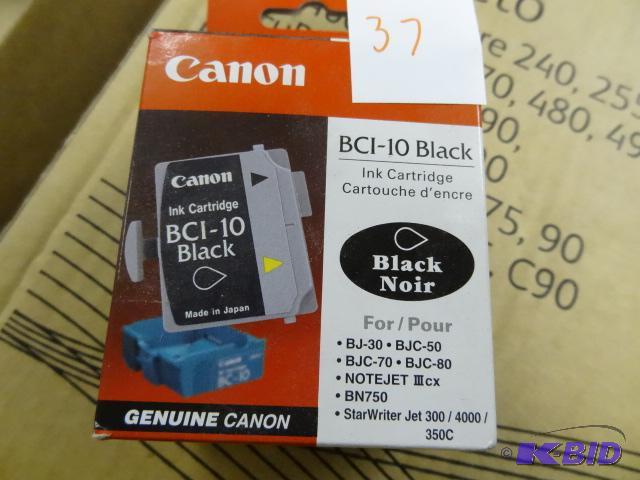 37
Canon
BCI-10 Black
Ink Cartridge
Cartouche d'encre
Black
Noir
For / Pour
• BJ-30 • BJC-50
• BJC-70 • BJC-80
• NOTEJET IIIcx
• BN750
• StarWriter Jet 300 / 4000 /
350C
Canon
Ink Cartridge
BCI-10
Black
Made in Japan
Canon
GENUINE CANON
240, 255
70, 480, 49
90,
75, 90
C90
© K-BID